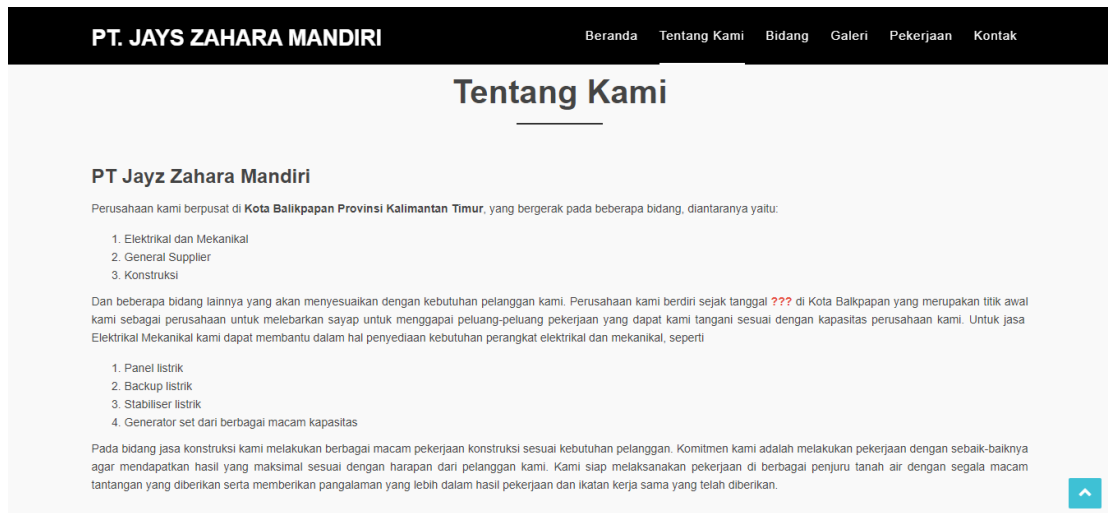 PT. JAYS ZAHARA MANDIRI
Beranda Tentang Kami Bidang Galeri Pekerjaan Kontak
Tentang Kami
PT Jayz Zahara Mandiri
Perusahaan kami berpusat di Kota Balikpapan Provinsi Kalimantan Timur, yang bergerak pada beberapa bidang, diantaranya yaitu:
1. Elektrikal dan Mekanikal
2. General Supplier
3. Konstruksi
Dan beberapa bidang lainnya yang akan menyesuaikan dengan kebutuhan pelanggan kami. Perusahaan kami berdiri sejak tanggal ??? di Kota Balkpapan yang merupakan titik awal
kami sebagai perusahaan untuk melebarkan sayap untuk menggapai peluang-peluang pekerjaan yang dapat kami tangani sesuai dengan kapasitas perusahaan kami. Untuk jasa
Elektrikal Mekanikal kami dapat membantu dalam hal penyediaan kebutuhan perangkat elektrikal dan mekanikal, seperti
1. Panel listrik
2. Backup listrik
3. Stabiliser listrik
4. Generator set dari berbagai macam kapasitas
Pada bidang jasa konstruksi kami melakukan berbagai macam pekerjaan konstruksi sesuai kebutuhan pelanggan. Komitmen kami adalah melakukan pekerjaan dengan sebaik-baiknya
agar mendapatkan hasil yang maksimal sesuai dengan harapan dari pelanggan kami. Kami siap melaksanakan pekerjaan di berbagai penjuru tanah air dengan segala macam
tantangan yang diberikan serta memberikan pangalaman yang lebih dalam hasil pekerjaan dan ikatan kerja sama yang telah diberikan.